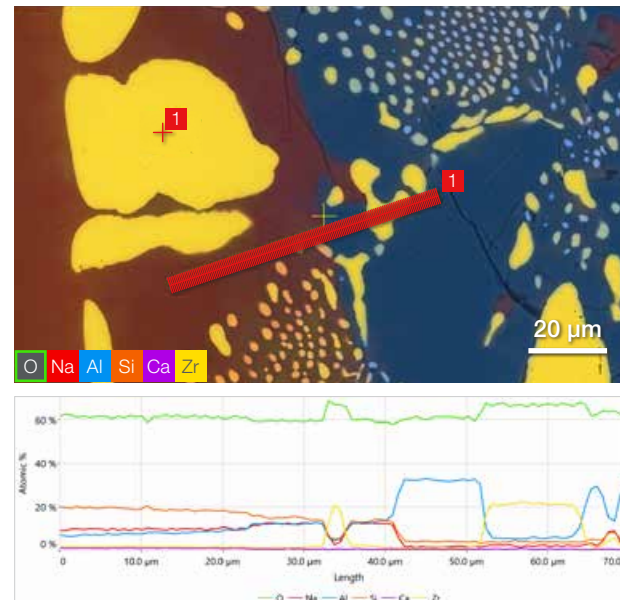 1
1
20 µm
O Na Al Si Ca Zr
60 %
40 %
20 %
0 %
Atomic %
0 10.0 µm 20.0 µm 30.0 µm 40.0 µm 50.0 µm 60.0 µm 70.0
Length
O Na Al Si Ca Zr